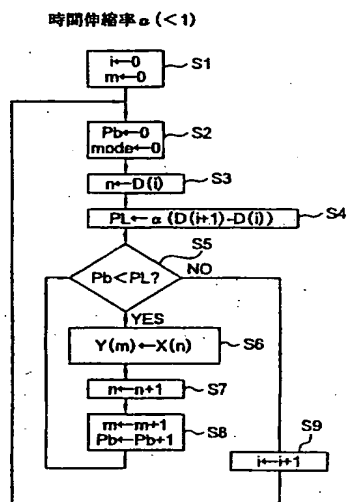 時間伸縮率α(<1)
i←0
m←0
S1
Pb←0
mode←0
S2
n←D(i)
S3
PL←α(D(i+1)-D(i))
S4
S5
Pb<PL?
NO
YES
Y(m)←X(n)
S6
n←n+1
S7
m←m+1
Pb←Pb+1
S8
S9
i←i+1